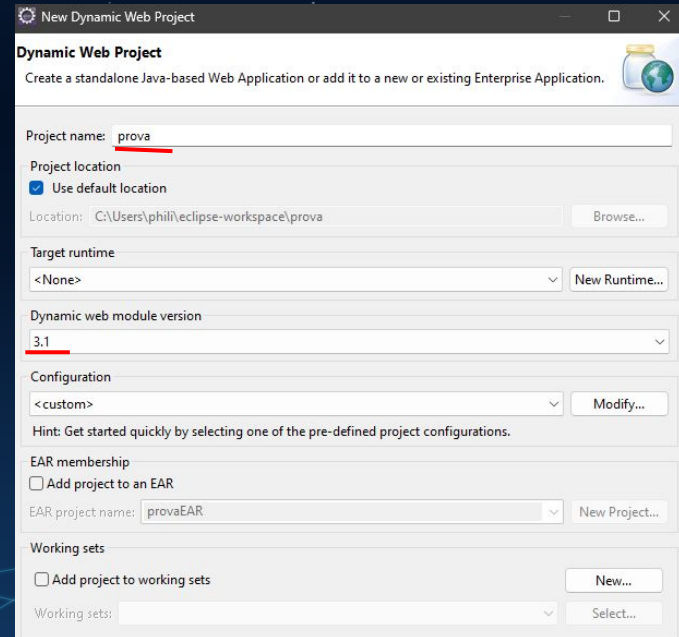 New Dynamic Web Project
Dynamic Web Project
Create a standalone Java-based Web Application or add it to a new or existing Enterprise Application.
Project name: prova
Project location
Use default location
Location: C:\Users\phili\eclipse-workspace\prova Browse...
Target runtime
<None> New Runtime...
Dynamic web module version
3.1
Configuration
<custom> Modify...
Hint: Get started quickly by selecting one of the pre-defined project configurations.
EAR membership
Add project to an EAR
EAR project name: provaEAR New Project...
Working sets
Add project to working sets New...
Working sets: Select...